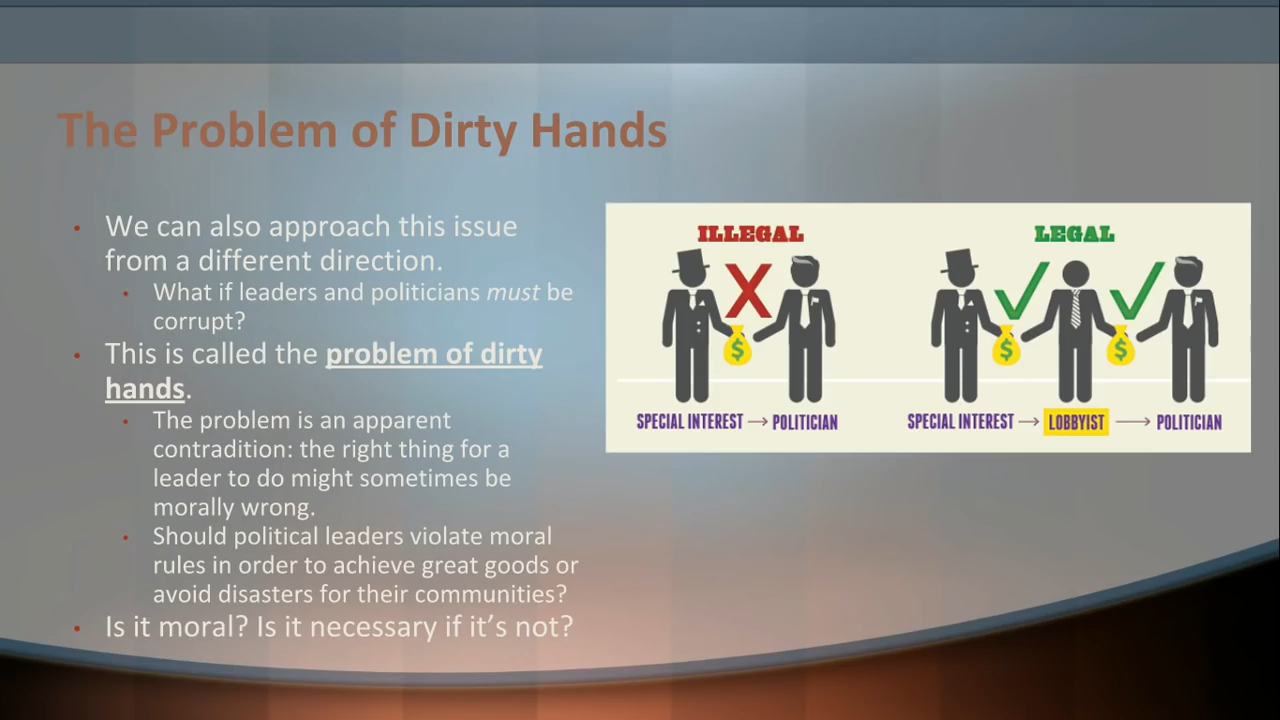 The Problem of Dirty Hands
• We can also approach this issue
from a different direction.
• What if leaders and politicians must be
corrupt?
• This is called the problem of dirty
hands.
• The problem is an apparent
contradiction: the right thing for a
leader to do might sometimes be
morally wrong.
• Should political leaders violate moral
rules in order to achieve great goods or
avoid disasters for their communities?
• Is it moral? Is it necessary if it’s not?
ILLEGAL
X
$
SPECIAL INTEREST → POLITICIAN
LEGAL
$ $
SPECIAL INTEREST → LOBBYIST → POLITICIAN